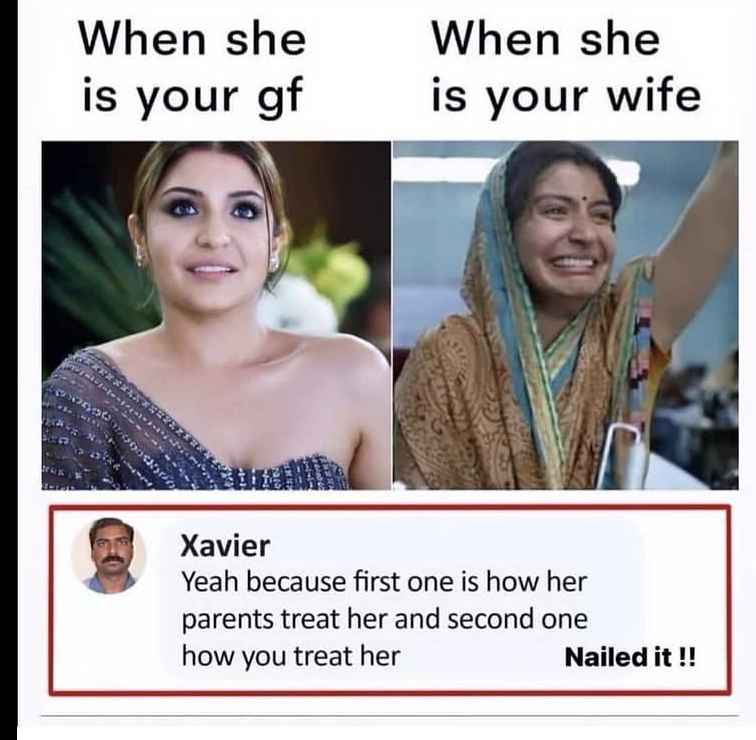 When she
is your gf
When she
is your wife
Xavier
Yeah because first one is how her
parents treat her and second one
how you treat her
Nailed it !!